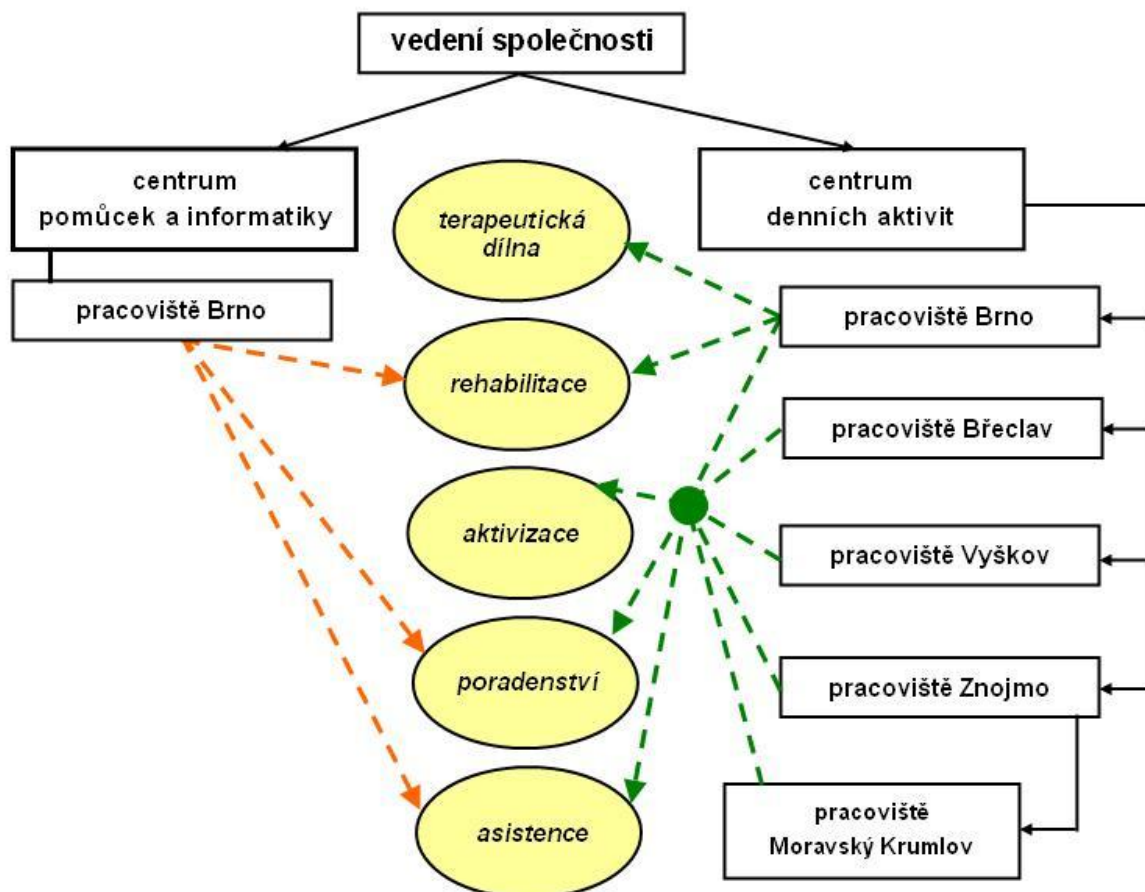 vedení společnosti
centrum
pomůcek a informatiky
pracoviště Brno
centrum
denních aktivit
terapeutická
dílna
rehabilitace
aktivizace
poradenství
asistence
pracoviště Brno
pracoviště Břeclav
pracoviště Vyškov
pracoviště Znojmo
pracoviště
Moravský Krumlov